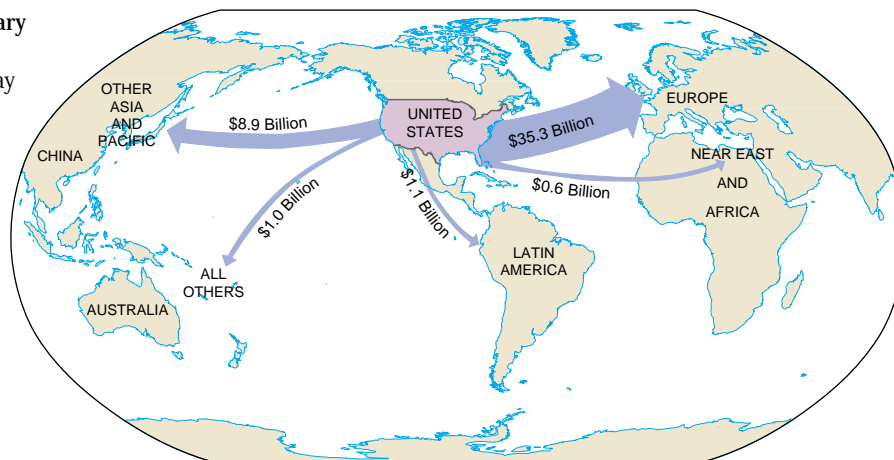 ary
ay
OTHER
ASIA
AND
PACIFIC
CHINA
$8.9 Billion
UNITED
STATES
$35.3 Billion
EUROPE
NEAR EAST
AND
AFRICA
$0.6 Billion
$1.0 Billion
$1.1 Billion
ALL
OTHERS
LATIN
AMERICA
AUSTRALIA